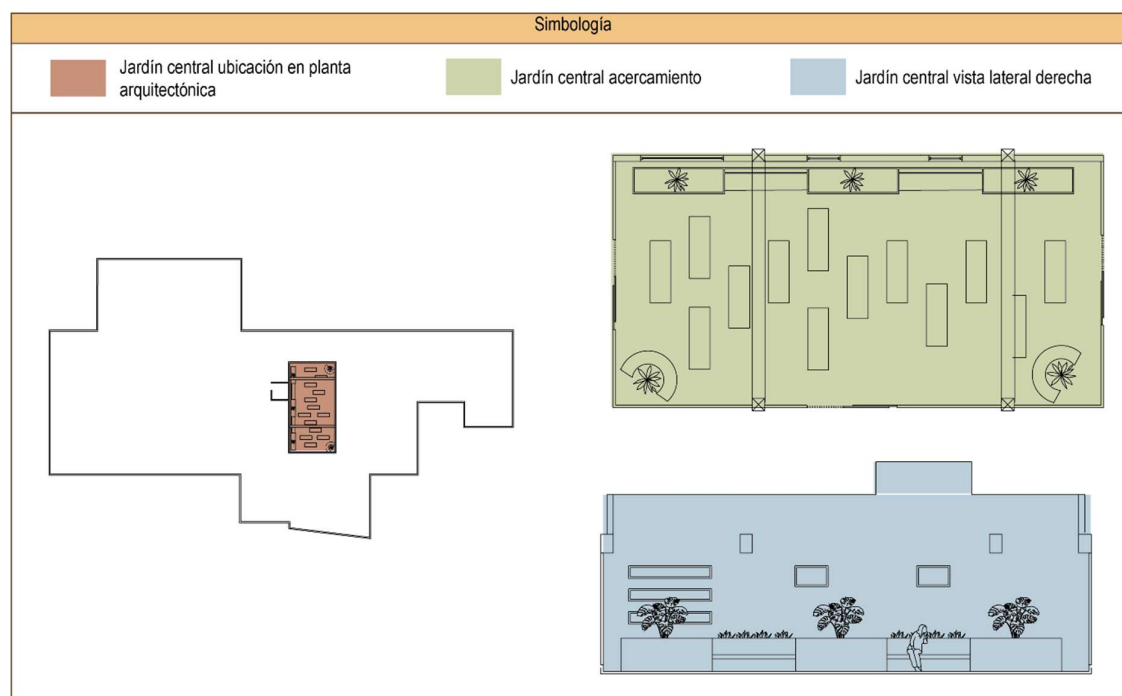 Simbología
Jardín central ubicación en planta
arquitectónica
Jardín central acercamiento
Jardín central vista lateral derecha